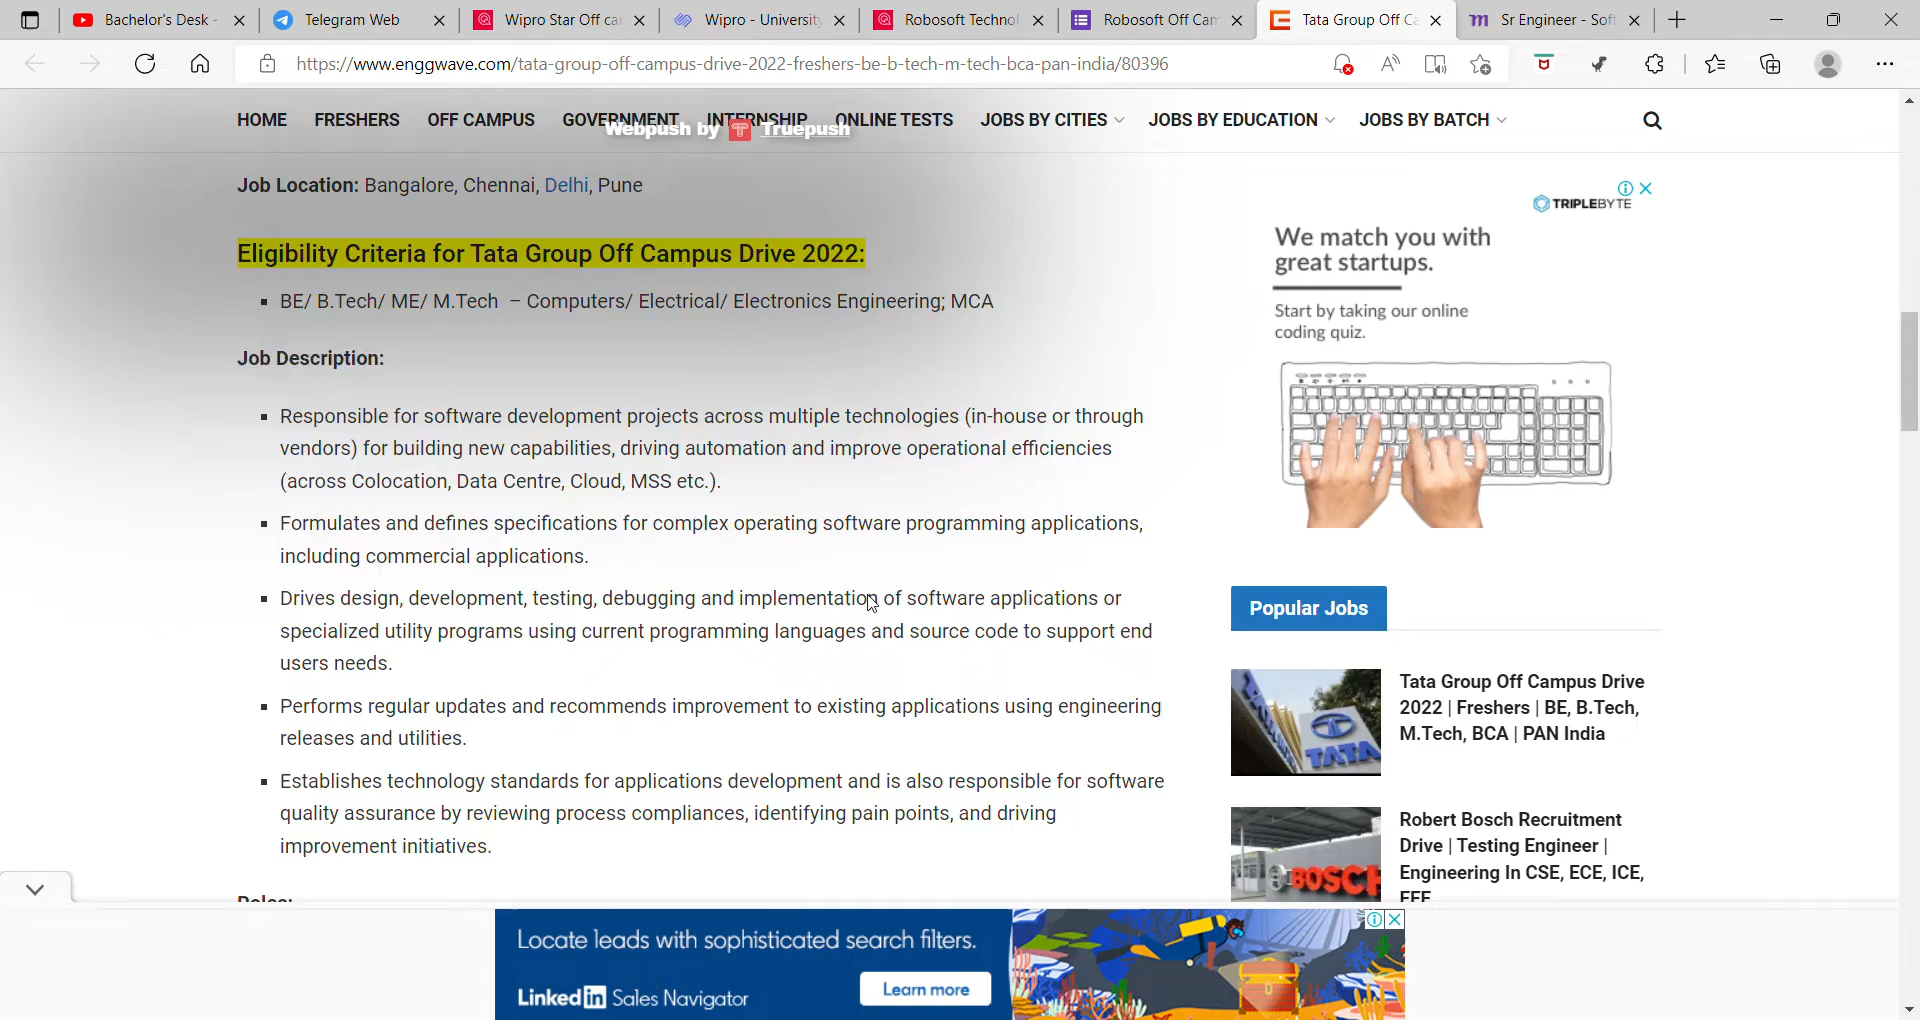 Bachelor's Desk -
Telegram Web
Wipro Star Off ca
Wipro - University
Robosoft Technol
Robosoft Off Cam
Tata Group Off Ca
Sr Engineer - Soft
https://www.enggwave.com/tata-group-off-campus-drive-2022-freshers-be-b-tech-m-tech-bca-pan-india/80396
HOME FRESHERS OFF CAMPUS GOVERNMENT INTERNSHIP ONLINE TESTS JOBS BY CITIES JOBS BY EDUCATION JOBS BY BATCH
Webpush by Truepush
Job Location: Bangalore, Chennai, Delhi, Pune
Eligibility Criteria for Tata Group Off Campus Drive 2022:
BE/ B.Tech/ ME/ M.Tech – Computers/ Electrical/ Electronics Engineering; MCA
Job Description:
Responsible for software development projects across multiple technologies (in-house or through
vendors) for building new capabilities, driving automation and improve operational efficiencies
(across Colocation, Data Centre, Cloud, MSS etc.).
Formulates and defines specifications for complex operating software programming applications,
including commercial applications.
Drives design, development, testing, debugging and implementation of software applications or
specialized utility programs using current programming languages and source code to support end
users needs.
Performs regular updates and recommends improvement to existing applications using engineering
releases and utilities.
Establishes technology standards for applications development and is also responsible for software
quality assurance by reviewing process compliances, identifying pain points, and driving
improvement initiatives.
TRIPLEBYTE
We match you with
great startups.
Start by taking our online
coding quiz.
Popular Jobs
TATA
Tata Group Off Campus Drive
2022 | Freshers | BE, B.Tech,
M.Tech, BCA | PAN India
BOSCH
Robert Bosch Recruitment
Drive | Testing Engineer |
Engineering In CSE, ECE, ICE,
EEE
Locate leads with sophisticated search filters.
LinkedIn Sales Navigator
Learn more